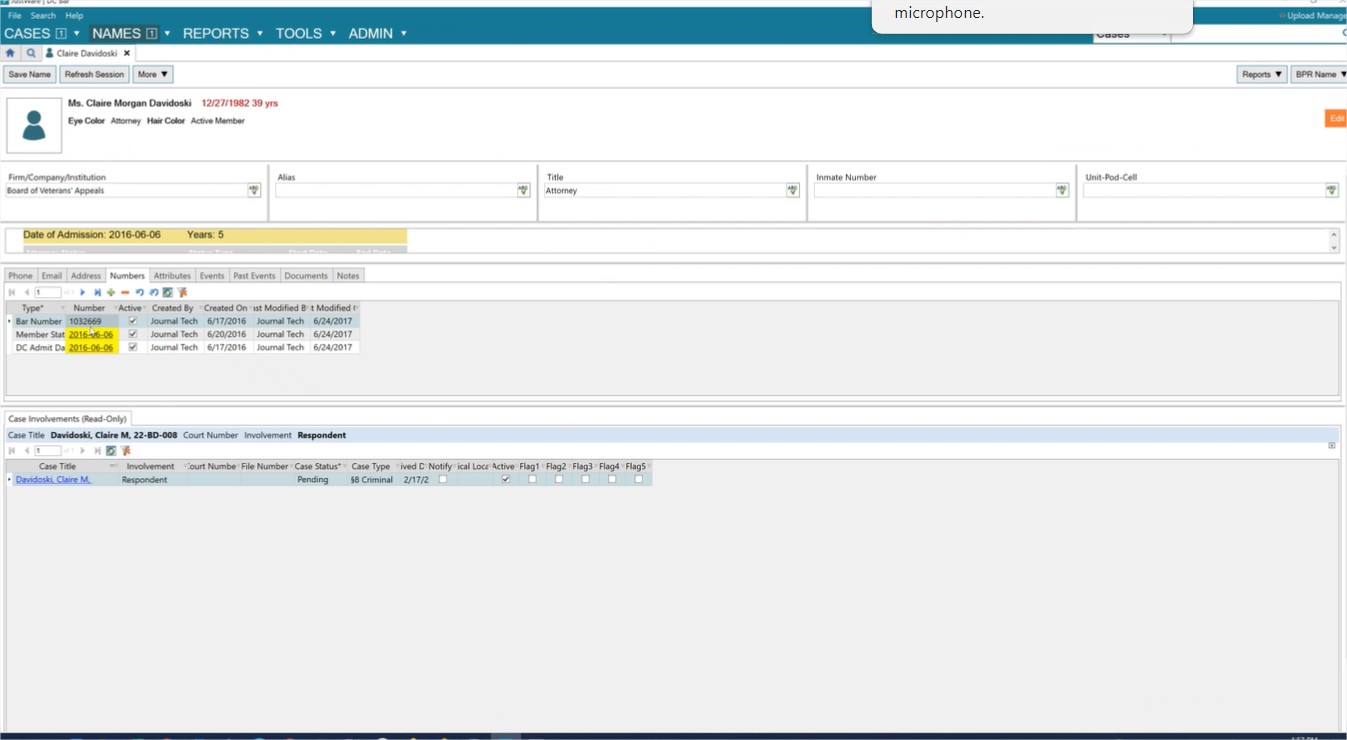 JustWare | DC Bar
microphone.
File Search Help
Upload Manage
CASES 1 NAMES 1 REPORTS TOOLS ADMIN
Cases
Claire Davidoski
Save Name Refresh Session More Reports BPR Name
Ms. Claire Morgan Davidoski 12/27/1982 39 yrs
Eye Color Attorney Hair Color Active Member
Edit
Firm/Company/Institution Alias Title Inmate Number Unit-Pod-Cell
Board of Veterans' Appeals Attorney
Date of Admission: 2016-06-06 Years: 5
Phone Email Address Numbers Attributes Events Past Events Documents Notes
1
Type* Number Active Created By Created On st Modified B t Modified
Bar Number 1032669 Journal Tech 6/17/2016 Journal Tech 6/24/2017
Member Stat 2016-06-06 Journal Tech 6/20/2016 Journal Tech 6/24/2017
DC Admit Da 2016-06-06 Journal Tech 6/17/2016 Journal Tech 6/24/2017
Case Involvements (Read-Only)
Case Title Davidoski, Claire M, 22-BD-008 Court Number Involvement Respondent
1
Case Title Involvement Court Numbe File Number Case Status* Case Type ived D Notify ical Loca Active Flag1 Flag2 Flag3 Flag4 Flag5
Davidoski, Claire M, Respondent Pending §8 Criminal 2/17/2